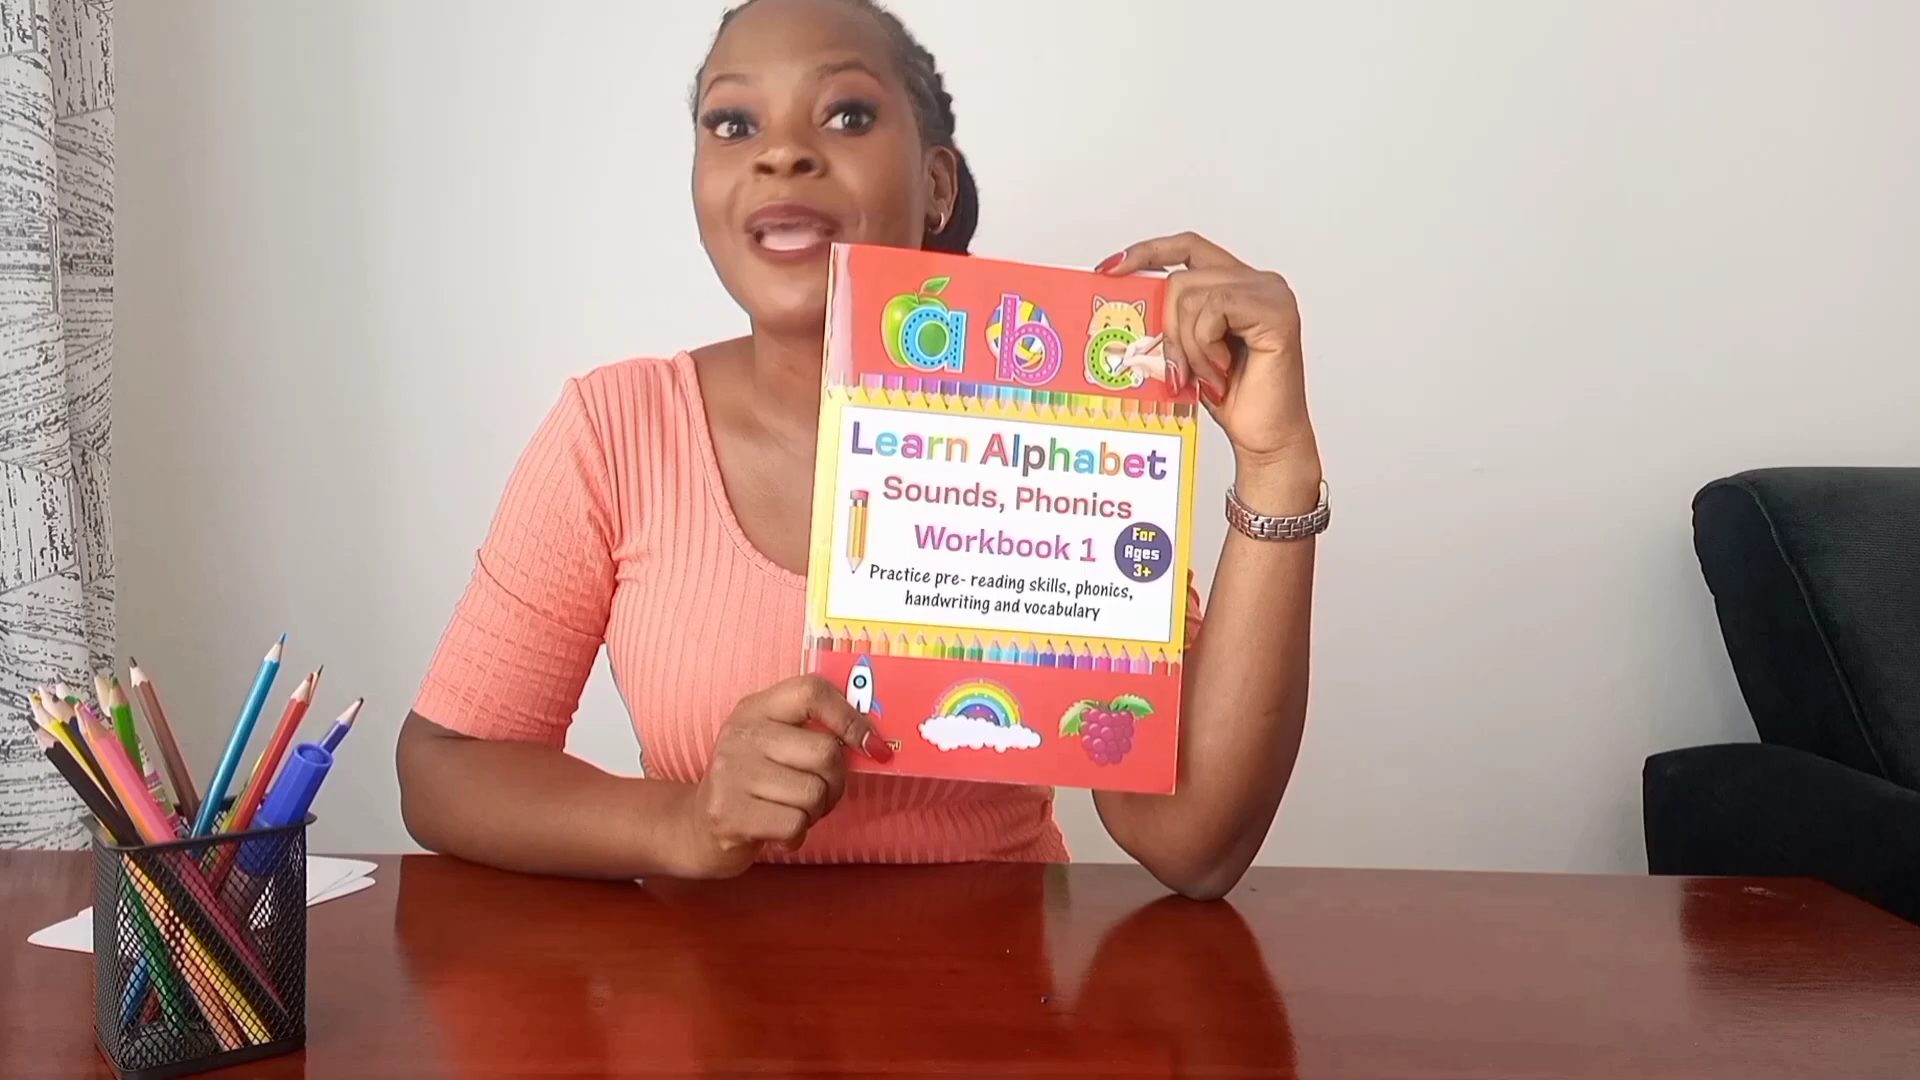 a b c
Learn Alphabet
Sounds, Phonics
Workbook 1
For
Ages
3+
Practice pre- reading skills, phonics,
handwriting and vocabulary